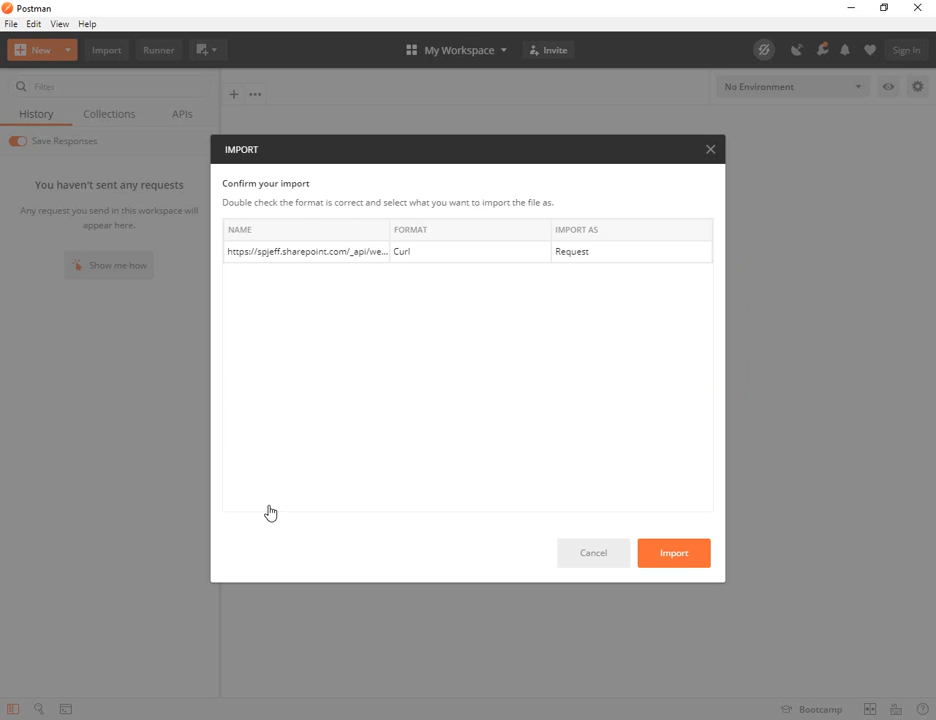 Postman
File Edit View Help
New Import Runner My Workspace Invite Sign In
Filter
No Environment
History Collections APIs
Save Responses
You haven't sent any requests
Any request you send in this workspace will
appear here.
Show me how
IMPORT
Confirm your import
Double check the format is correct and select what you want to import the file as.
NAME FORMAT IMPORT AS
https://spjeff.sharepoint.com/_api/we... Curl Request
Cancel Import
Bootcamp